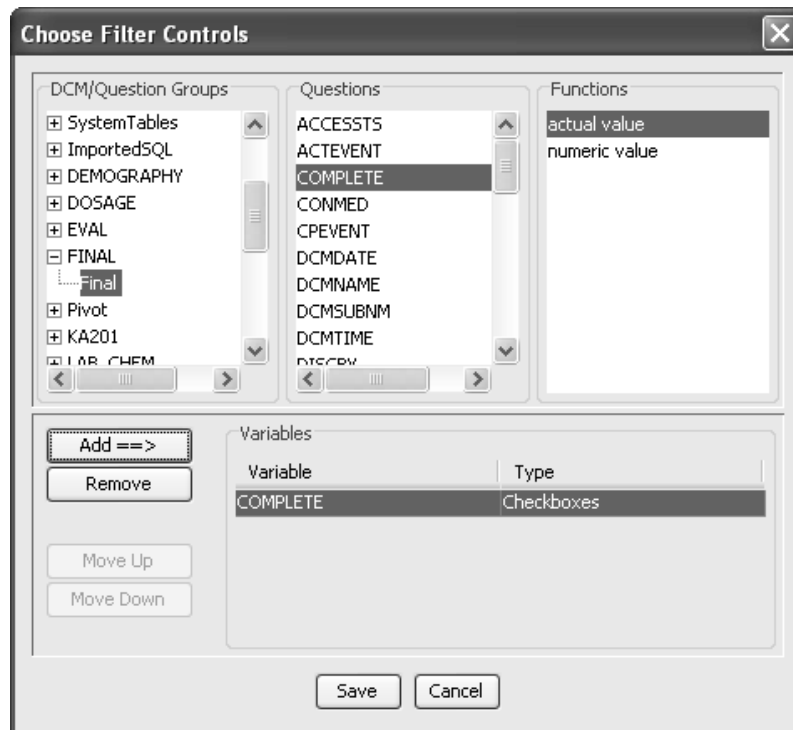 Choose Filter Controls
DCM/Question Groups
SystemTables
ImportedSQL
DEMOGRAPHY
DOSAGE
EVAL
FINAL
Final
Pivot
KA201
LAB_CHEM
Questions
ACCESSTS
ACTEVENT
COMPLETE
CONMED
CPEVENT
DCMDATE
DCMNAME
DCMSUBNM
DCMTIME
Functions
actual value
numeric value
Add ==>
Remove
Move Up
Move Down
Variables
Variable Type
COMPLETE Checkboxes
Save Cancel